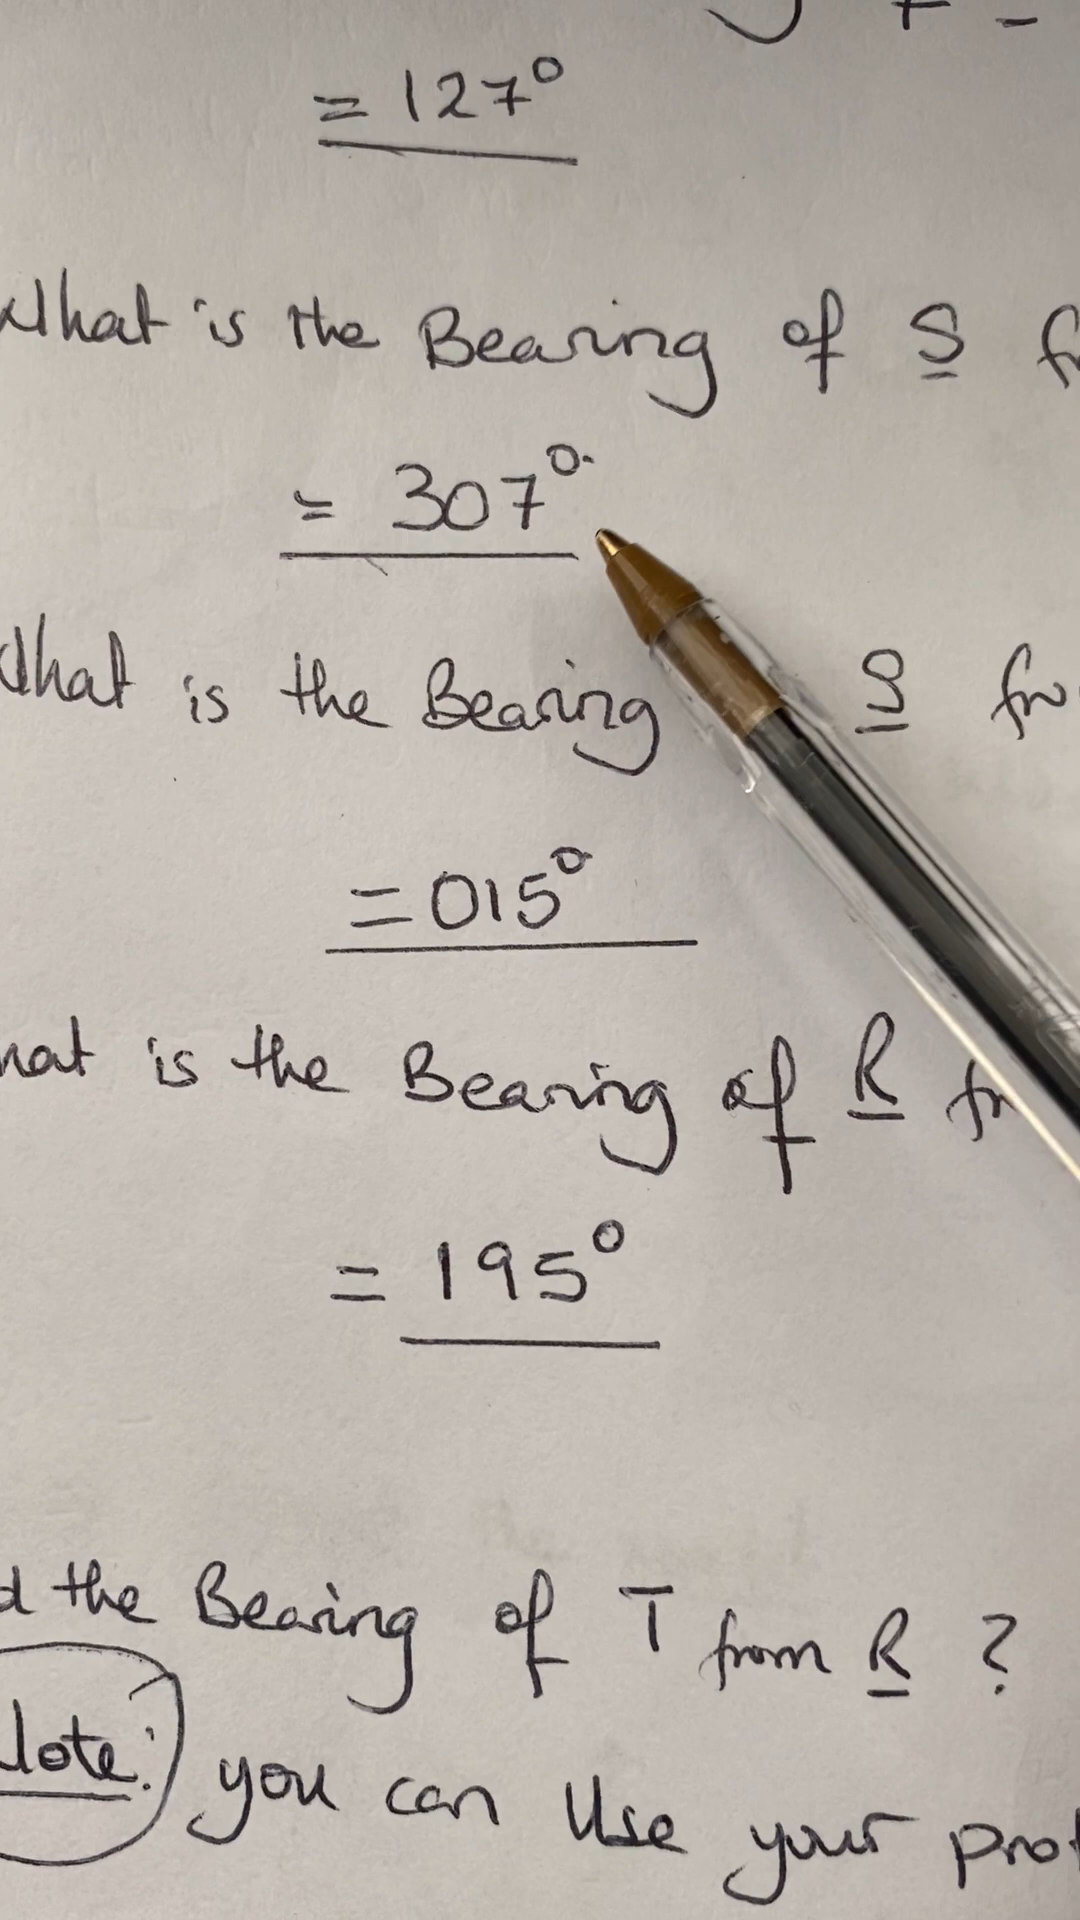 = 127°
What is the Bearing of S
= 307°
What is the Bearing S
= 015°
is the Bearing of R
= 195°
the Bearing of T from R ?
Note: you can Use your